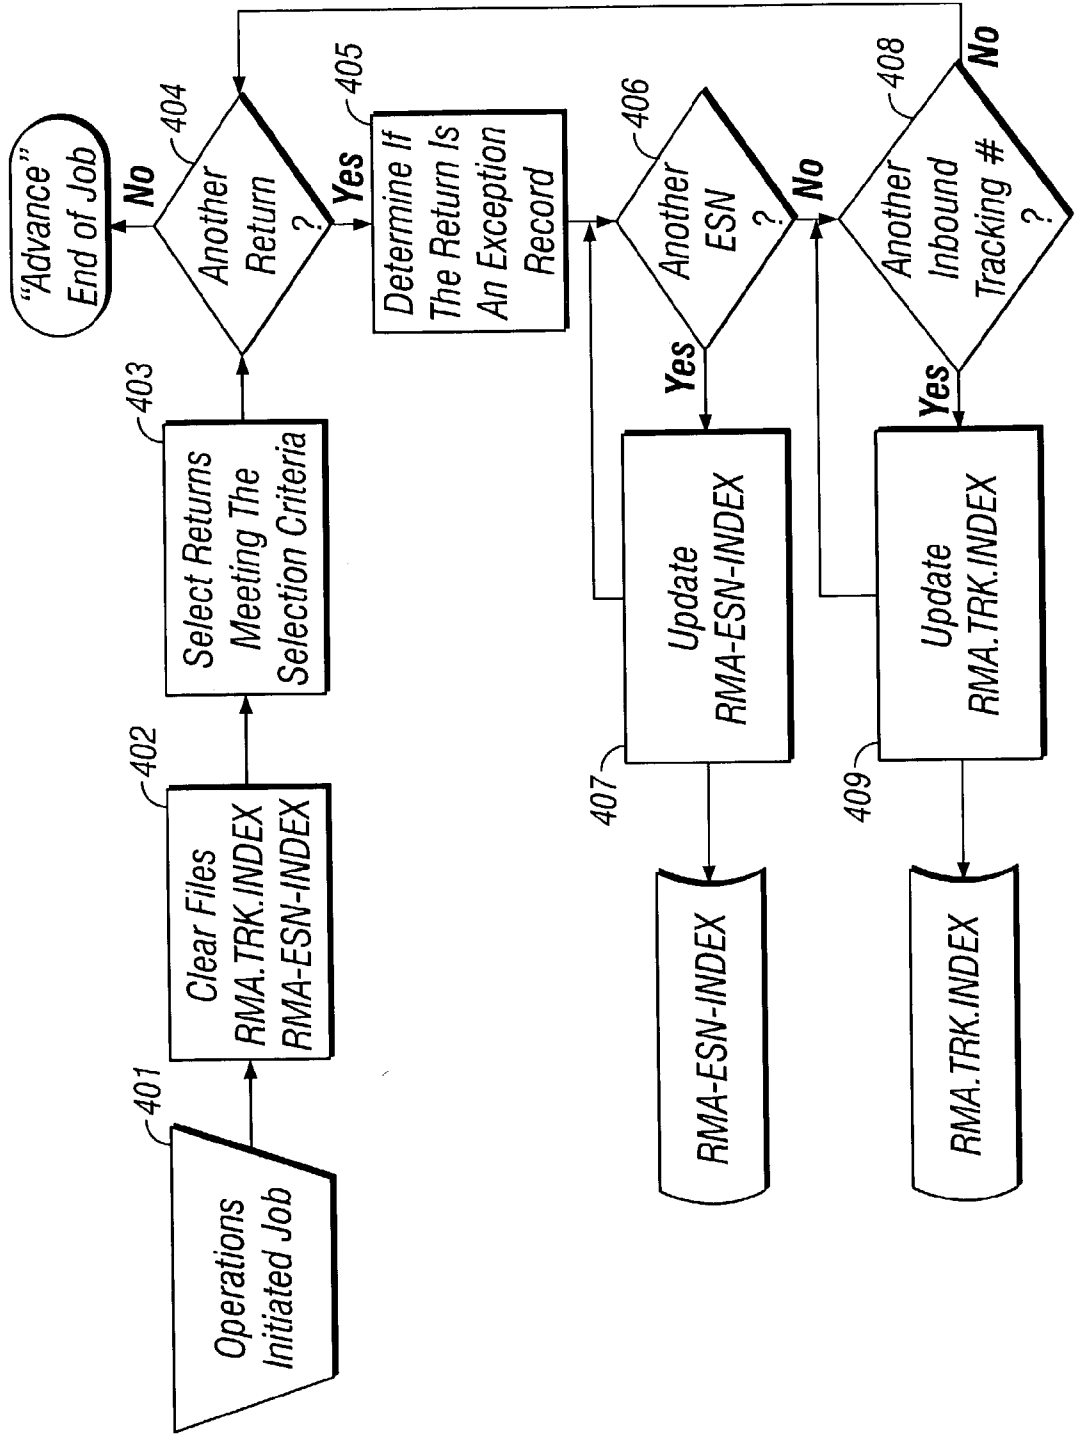 401
Operations
Initiated Job
402
Clear Files
RMA.TRK.INDEX
RMA-ESN-INDEX
403
Select Returns
Meeting The
Selection Criteria
404
Another
Return
?
No
"Advance"
End of Job
Yes
405
Determine If
The Return Is
An Exception
Record
406
Another
ESN
?
Yes
No
407
Update
RMA-ESN-INDEX
RMA-ESN-INDEX
408
Another
Inbound
Tracking #
?
No
Yes
409
Update
RMA.TRK.INDEX
RMA.TRK.INDEX